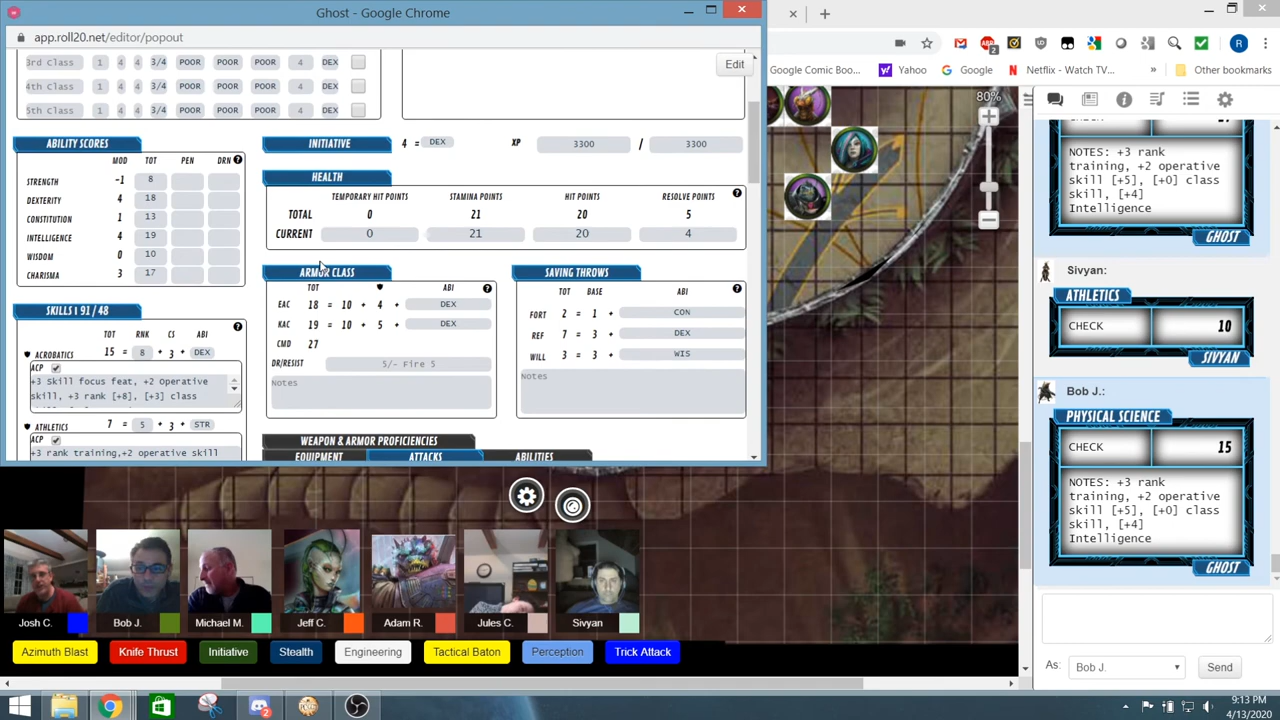 Ghost - Google Chrome
app.roll20.net/editor/popout
3rd Class 1 4 4 3/4 POOR POOR POOR 4 DEX
4th Class 1 4 4 3/4 POOR POOR POOR 4 DEX
5th Class 1 4 4 3/4 POOR POOR POOR 4 DEX
Edit
ABILITY SCORES
MOD TOT PEN DRN ?
STRENGTH -1 8
DEXTERITY 4 18
CONSTITUTION 1 13
INTELLIGENCE 4 19
WISDOM 0 10
CHARISMA 3 17
INITIATIVE 4 = DEX XP 3300 / 3300
HEALTH
TEMPORARY HIT POINTS STAMINA POINTS HIT POINTS RESOLVE POINTS
TOTAL 0 21 20 5
CURRENT 0 21 20 4
ARMOR CLASS
TOT ABI
EAC 18 = 10 + 4 + DEX
KAC 19 = 10 + 5 + DEX
CMD 27
DR/RESIST 5/- Fire 5
Notes
SAVING THROWS
TOT BASE ABI
FORT 2 = 1 + CON
REF 7 = 3 + DEX
WILL 3 = 3 + WIS
Notes
SKILLS | 91 / 48
TOT RNK CS ABI
ACROBATICS 15 = 8 + 3 + DEX
ACP
+3 Skill focus feat, +2 Operative
skill, +3 rank [+8], [+3] class
ATHLETICS 7 = 5 + 3 + STR
ACP
+3 rank training,+2 operative skill
WEAPON & ARMOR PROFICIENCIES
EQUIPMENT ATTACKS ABILITIES
Google Comic Boo... Yahoo Google Netflix - Watch TV... » Other bookmarks
80%
NOTES: +3 rank
training, +2 operative
skill [+5], [+0] class
skill, [+4]
Intelligence
GHOST
Sivyan:
ATHLETICS
CHECK 10
SIVYAN
Bob J.:
PHYSICAL SCIENCE
CHECK 15
NOTES: +3 rank
training, +2 operative
skill [+5], [+0] class
skill, [+4]
Intelligence
GHOST
As: Bob J. Send
Josh C. Bob J. Michael M. Jeff C. Adam R. Jules C. Sivyan
Azimuth Blast Knife Thrust Initiative Stealth Engineering Tactical Baton Perception Trick Attack
9:13 PM
4/13/2020